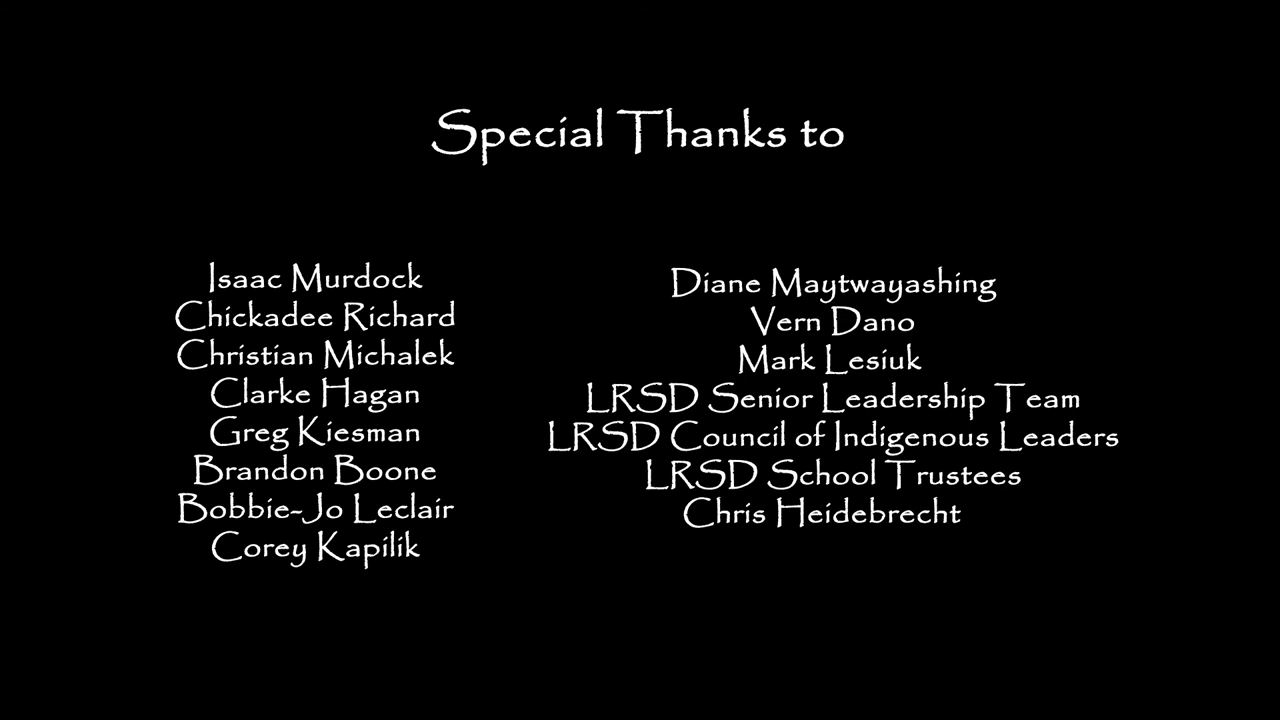 Special Thanks to
Isaac Murdock
Chickadee Richard
Christian Michalek
Clarke Hagan
Greg Kiesman
Brandon Boone
Bobbie-Jo Leclair
Corey Kapilik
Diane Maytwayashing
Vern Dano
Mark Lesiuk
LRSD Senior Leadership Team
LRSD Council of Indigenous Leaders
LRSD School Trustees
Chris Heidebrecht